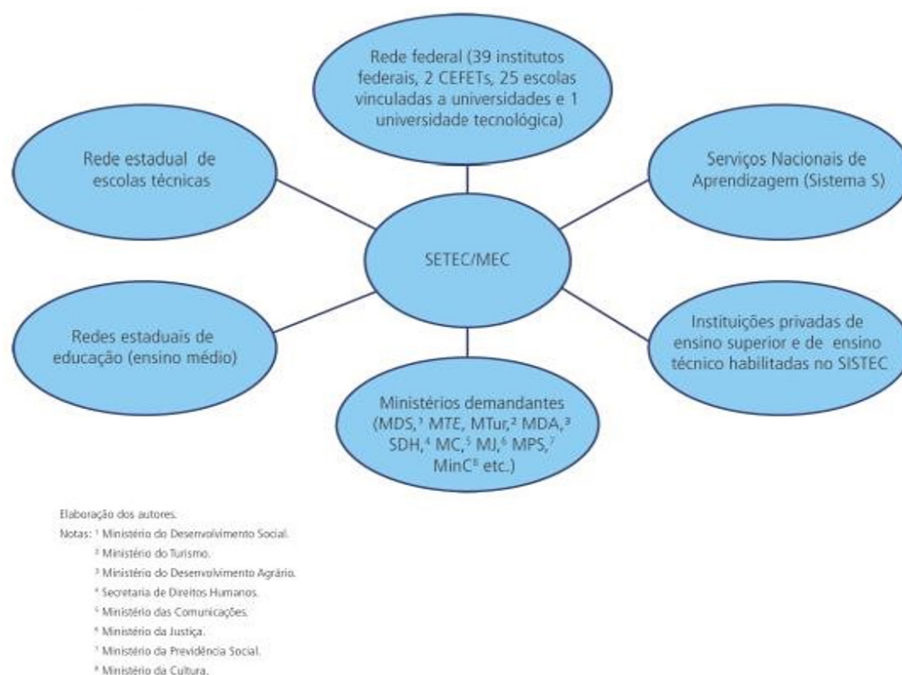 Rede federal (39 institutos
federais, 2 CEFETs, 25 escolas
vinculadas a universidades e 1
universidade tecnológica)
Rede estadual de
escolas técnicas
Serviços Nacionais de
Aprendizagem (Sistema S)
SETEC/MEC
Redes estaduais de
educação (ensino médio)
Instituições privadas de
ensino superior e de ensino
técnico habilitadas no SISTEC
Ministérios demandantes
(MDS,¹ MTE, MTur,² MDA,³
SDH,⁴ MC,⁵ MJ,⁶ MPS,⁷
MinC⁸ etc.)
Elaboração dos autores.
Notas: ¹ Ministério do Desenvolvimento Social.
² Ministério do Turismo.
³ Ministério do Desenvolvimento Agrário.
⁴ Secretaria de Direitos Humanos.
⁵ Ministério das Comunicações.
⁶ Ministério da Justiça.
⁷ Ministério da Previdência Social.
⁸ Ministério da Cultura.